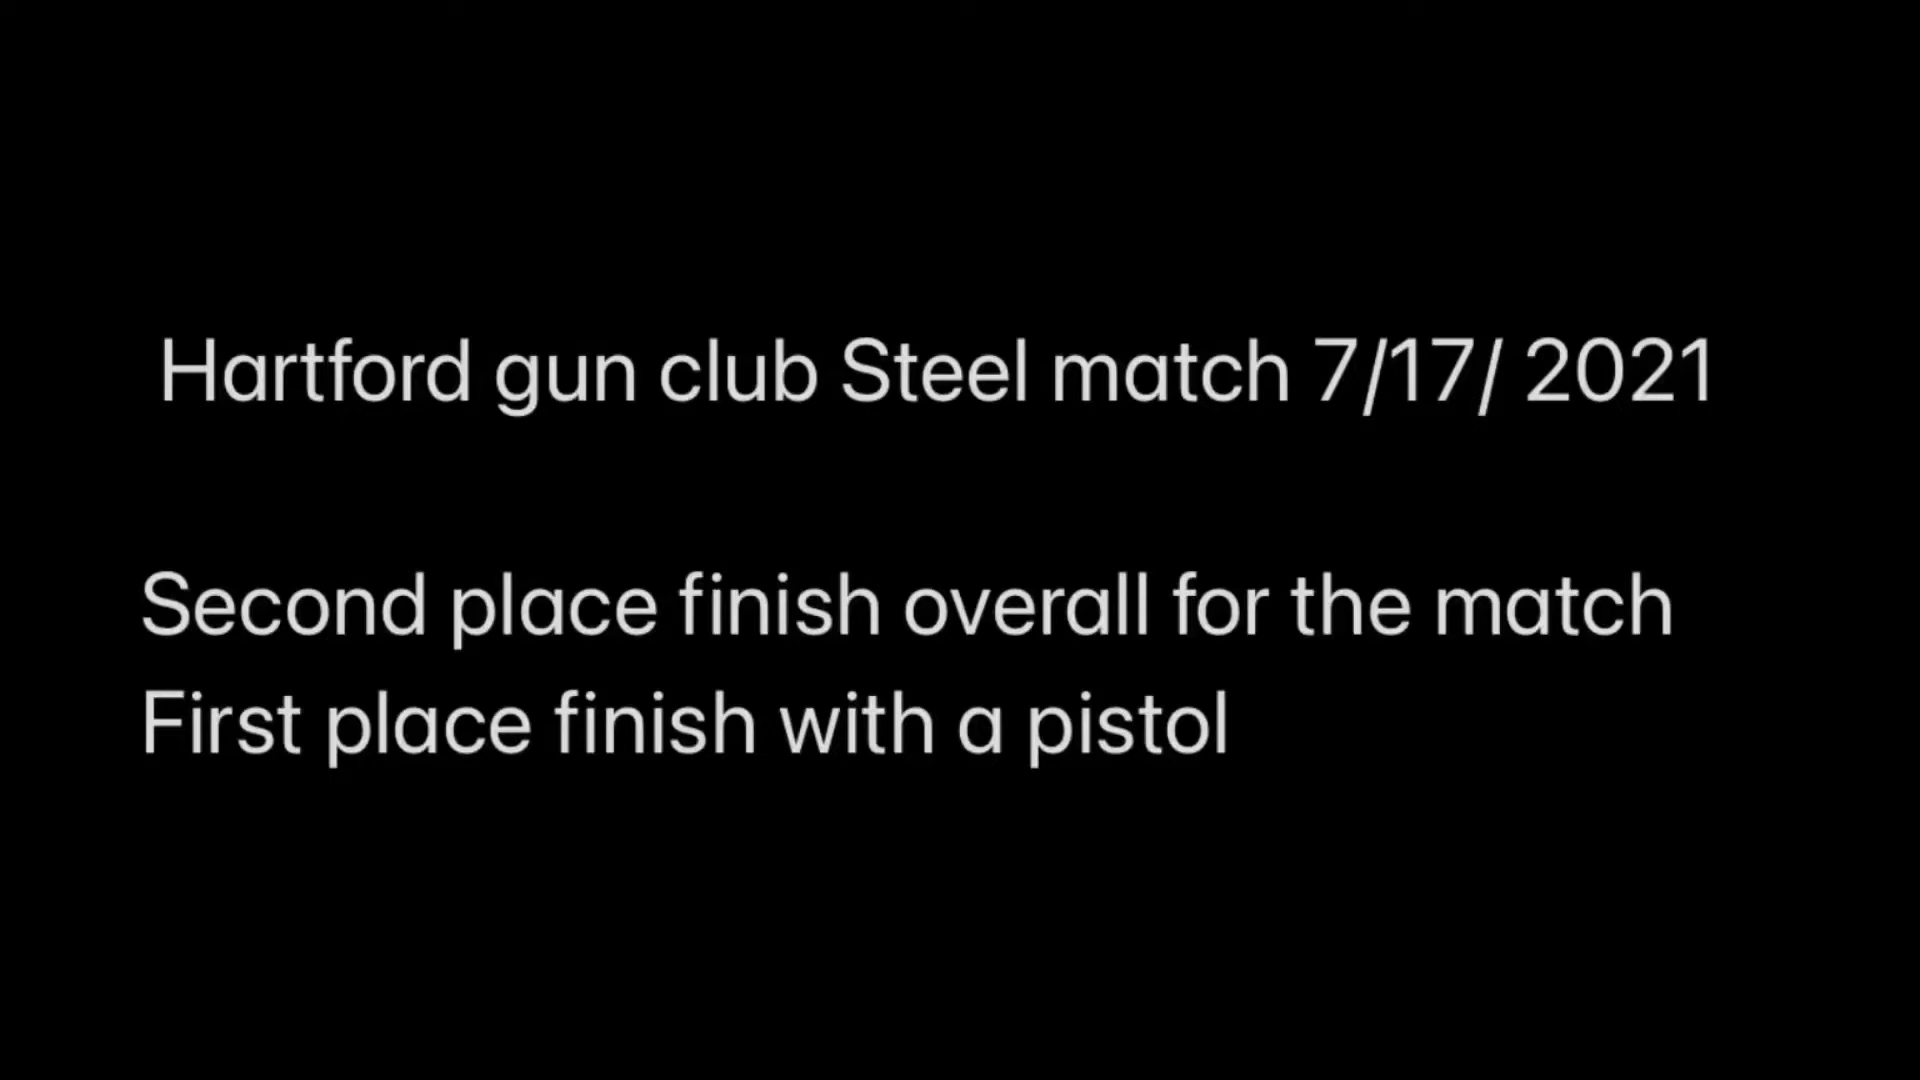 Hartford gun club Steel match 7/17/ 2021
Second place finish overall for the match
First place finish with a pistol